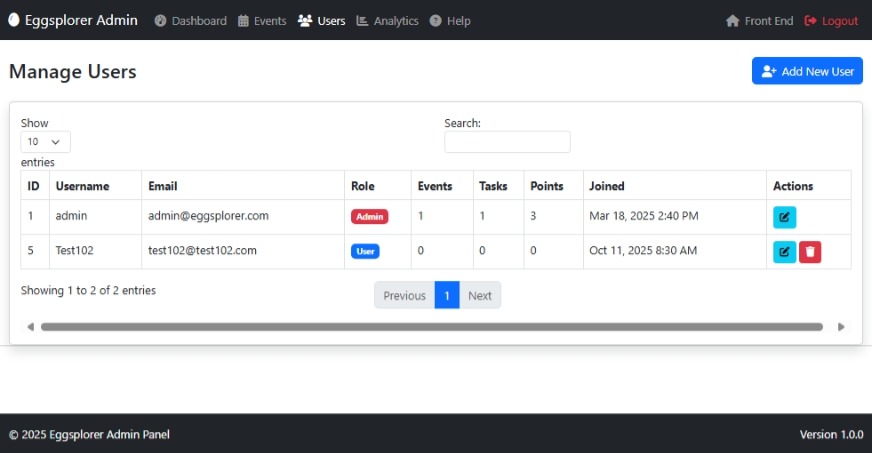 Eggsplorer Admin Dashboard Events Users Analytics Help Front End Logout
Manage Users
Add New User
Show
Search:
10
entries
ID Username Email Role Events Tasks Points Joined Actions
1 admin admin@eggsplorer.com Admin 1 1 3 Mar 18, 2025 2:40 PM
5 Test102 test102@test102.com User 0 0 0 Oct 11, 2025 8:30 AM
Showing 1 to 2 of 2 entries
Previous 1 Next
© 2025 Eggsplorer Admin Panel Version 1.0.0